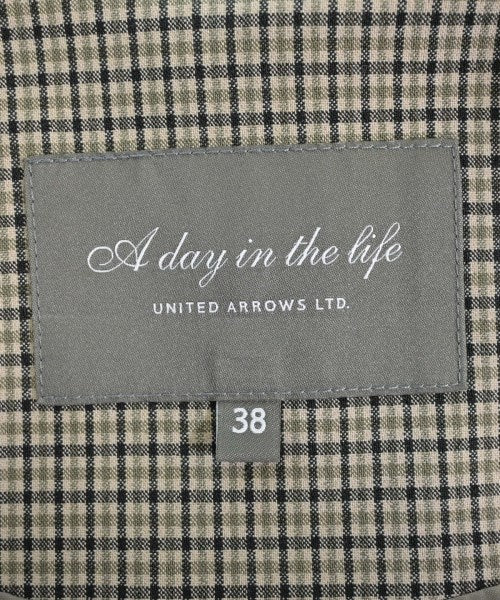 A day in the life
UNITED ARROWS LTD.
38